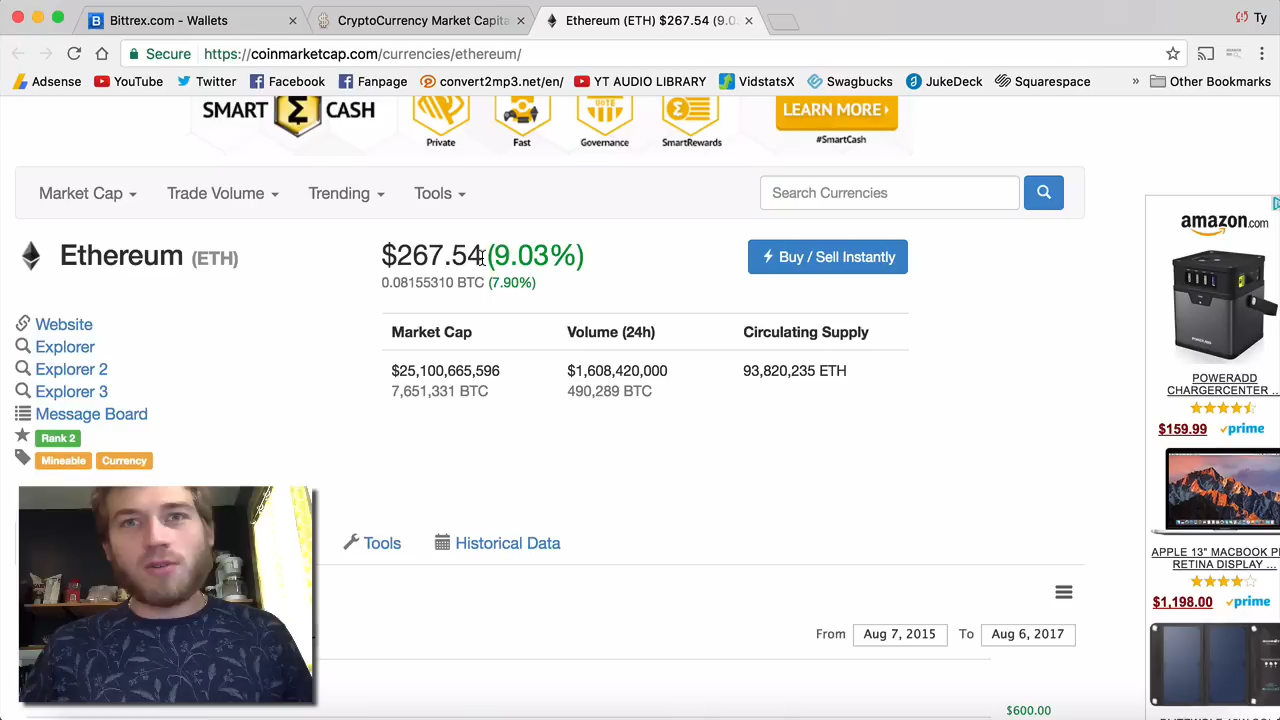 Bittrex.com - Wallets
CryptoCurrency Market Capita
Ethereum (ETH) $267.54 (9.0
Ty
Secure https://coinmarketcap.com/currencies/ethereum/
Adsense YouTube Twitter Facebook Fanpage convert2mp3.net/en/ YT AUDIO LIBRARY VidstatsX Swagbucks JukeDeck Squarespace » Other Bookmarks
SMART CASH
Private
Fast
VOTE
Governance
SmartRewards
LEARN MORE
#SmartCash
Market Cap Trade Volume Trending Tools
Search Currencies
Ethereum (ETH)
$267.54 (9.03%)
0.08155310 BTC (7.90%)
Buy / Sell Instantly
Website
Explorer
Explorer 2
Explorer 3
Message Board
Rank 2
Mineable Currency
Market Cap Volume (24h) Circulating Supply
$25,100,665,596 $1,608,420,000 93,820,235 ETH
7,651,331 BTC 490,289 BTC
Tools Historical Data
From Aug 7, 2015 To Aug 6, 2017
$600.00
amazon.com
POWERADD
CHARGERCENTER ...
$159.99 prime
APPLE 13" MACBOOK P
RETINA DISPLAY ...
$1,198.00 prime